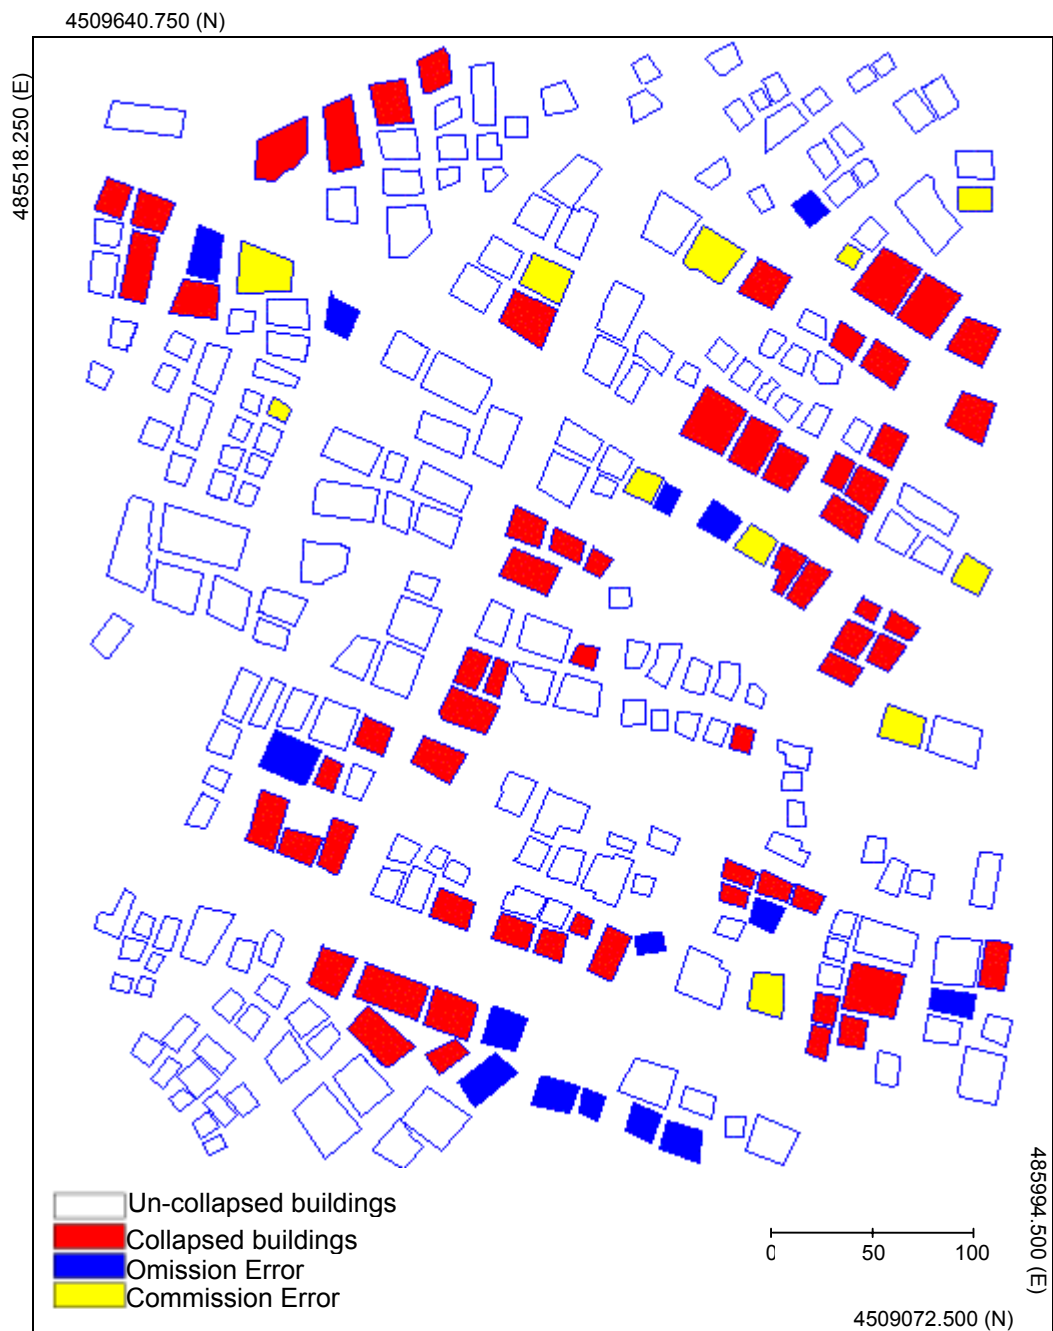 4509640.750 (N)
485518.250 (E)
Un-collapsed buildings
Collapsed buildings
Omission Error
Commission Error
0 50 100
485994.500 (E)
4509072.500 (N)